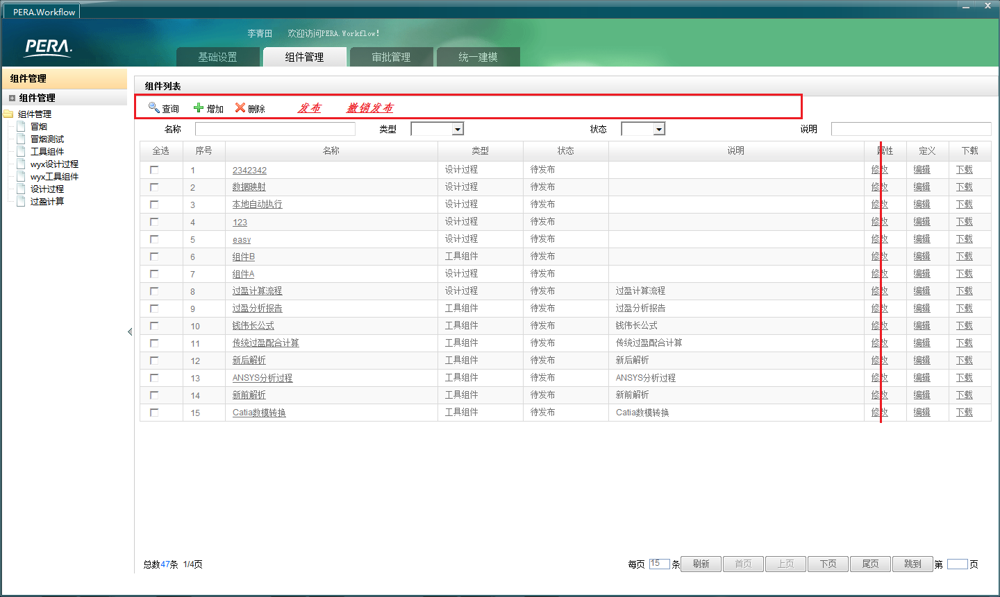 PERA.Workflow
李青田 欢迎访问PERA.Workflow!
PERA.
基础设置 组件管理 审批管理 统一建模
组件管理
组件管理
组件管理
冒烟
冒烟测试
工具组件
wyx设计过程
wyx工具组件
设计过程
过盈计算
组件列表
查询 增加 删除 发布 撤销发布
名称 类型 状态 说明
全选 序号 名称 类型 状态 说明 属性 定义 下载
1 2342342 设计过程 待发布 修改 编辑 下载
2 数据映射 设计过程 待发布 修改 编辑 下载
3 本地自动执行 设计过程 待发布 修改 编辑 下载
4 123 设计过程 待发布 修改 编辑 下载
5 easy 设计过程 待发布 修改 编辑 下载
6 组件B 工具组件 待发布 修改 编辑 下载
7 组件A 设计过程 待发布 修改 编辑 下载
8 过盈计算流程 设计过程 待发布 过盈计算流程 修改 编辑 下载
9 过盈分析报告 工具组件 待发布 过盈分析报告 修改 编辑 下载
10 钱伟长公式 工具组件 待发布 钱伟长公式 修改 编辑 下载
11 传统过盈配合计算 工具组件 待发布 传统过盈配合计算 修改 编辑 下载
12 新后解析 工具组件 待发布 新后解析 修改 编辑 下载
13 ANSYS分析过程 工具组件 待发布 ANSYS分析过程 修改 编辑 下载
14 新前解析 工具组件 待发布 新前解析 修改 编辑 下载
15 Catia数模转换 工具组件 待发布 Catia数模转换 修改 编辑 下载
总数47条 1/4页 每页 15 条 刷新 首页 上页 下页 尾页 跳到 第 页